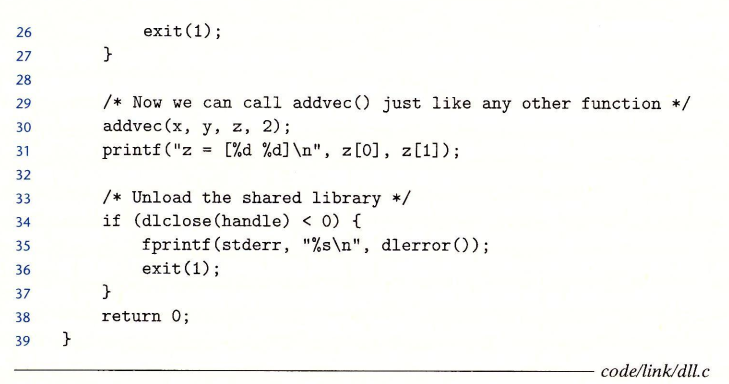 26 exit(1);
27 }
28
29 /* Now we can call addvec() just like any other function */
30 addvec(x, y, z, 2);
31 printf("z = [%d %d]\n", z[0], z[1]);
32
33 /* Unload the shared library */
34 if (dlclose(handle) < 0) {
35 fprintf(stderr, "%s\n", dlerror());
36 exit(1);
37 }
38 return 0;
39 }
code/link/dll.c